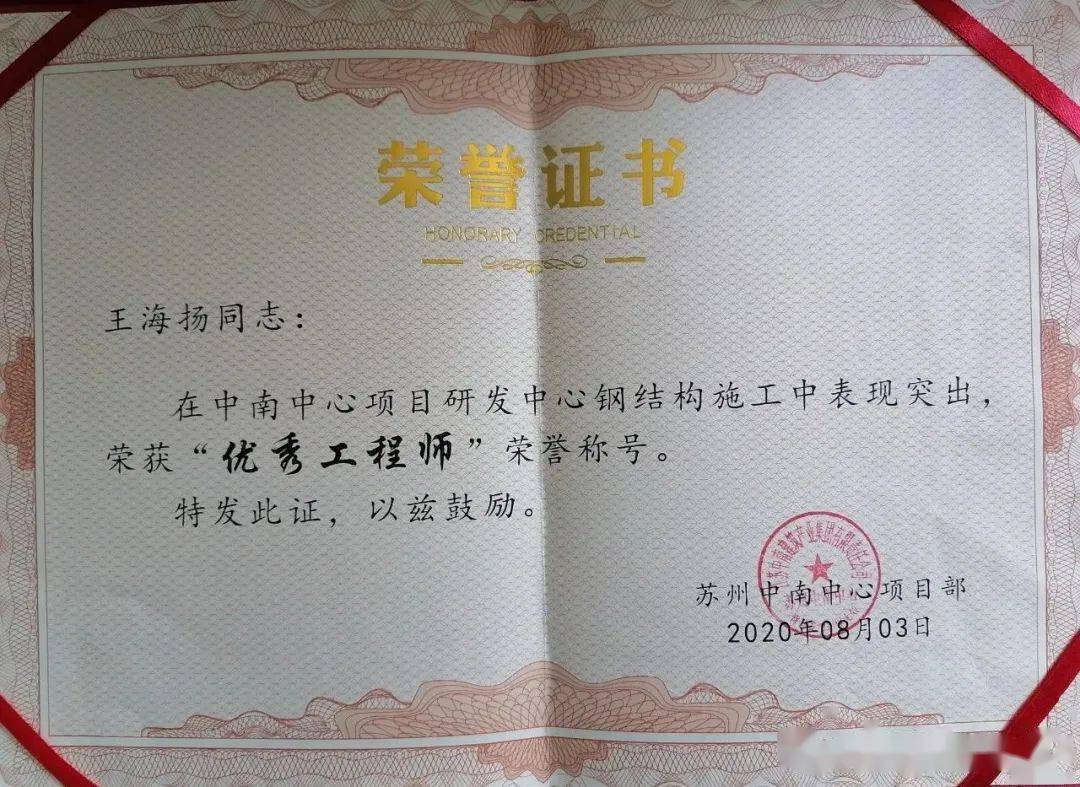 荣誉证书
HONORARY CREDENTIAL
王海扬同志：
在中南中心项目研发中心钢结构施工中表现突出，
荣获“优秀工程师”荣誉称号。
特发此证，以兹鼓励。
苏州中南中心项目部
2020年08月03日